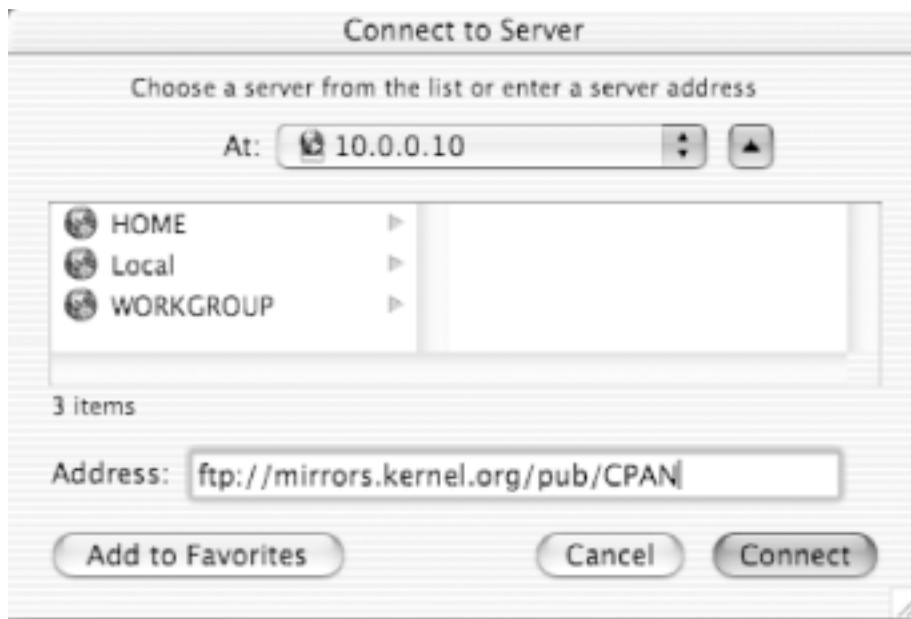 Connect to Server
Choose a server from the list or enter a server address
At: 10.0.0.10
HOME
Local
WORKGROUP
3 items
Address: ftp://mirrors.kernel.org/pub/CPAN
Add to Favorites Cancel Connect